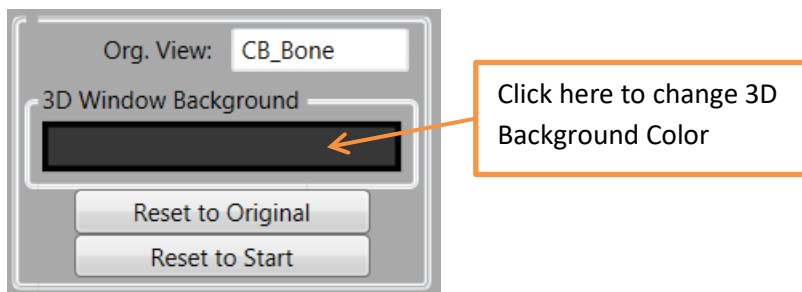 Org. View: CB_Bone
3D Window Background
Click here to change 3D
Background Color
Reset to Original
Reset to Start